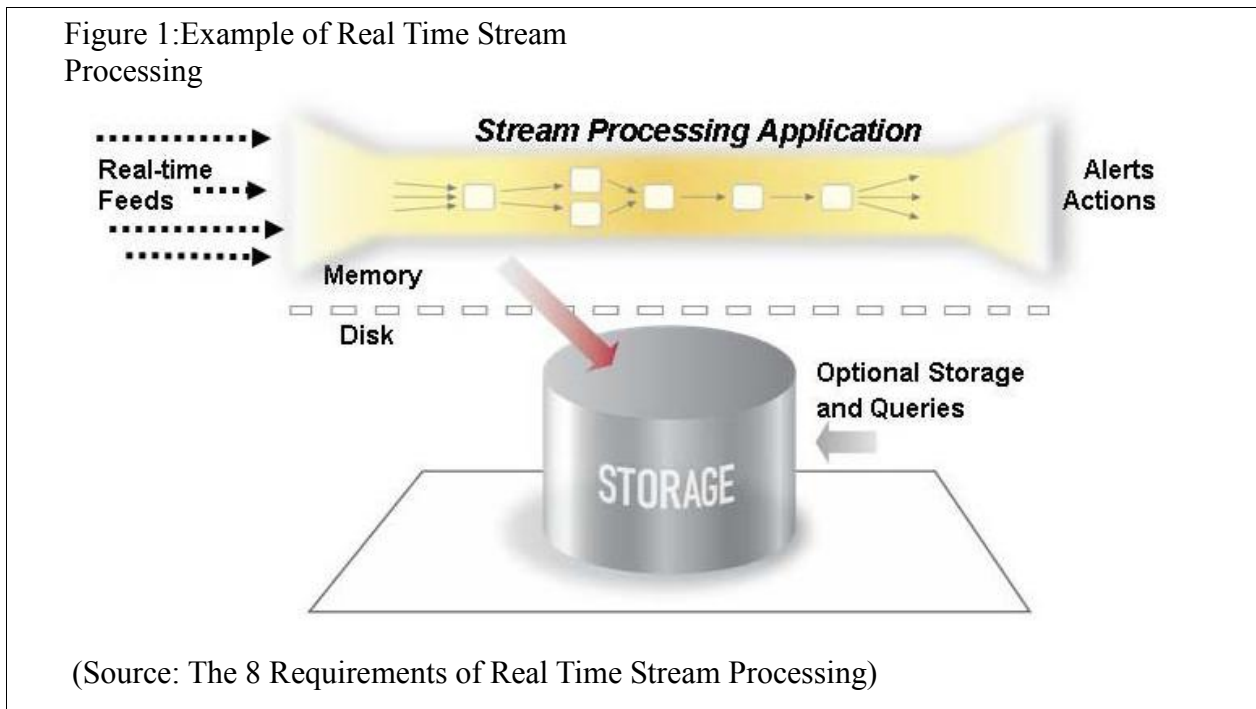 Figure 1:Example of Real Time Stream
Processing
Stream Processing Application
Real-time
Feeds
Alerts
Actions
Memory
Disk
Optional Storage
and Queries
STORAGE
(Source: The 8 Requirements of Real Time Stream Processing)